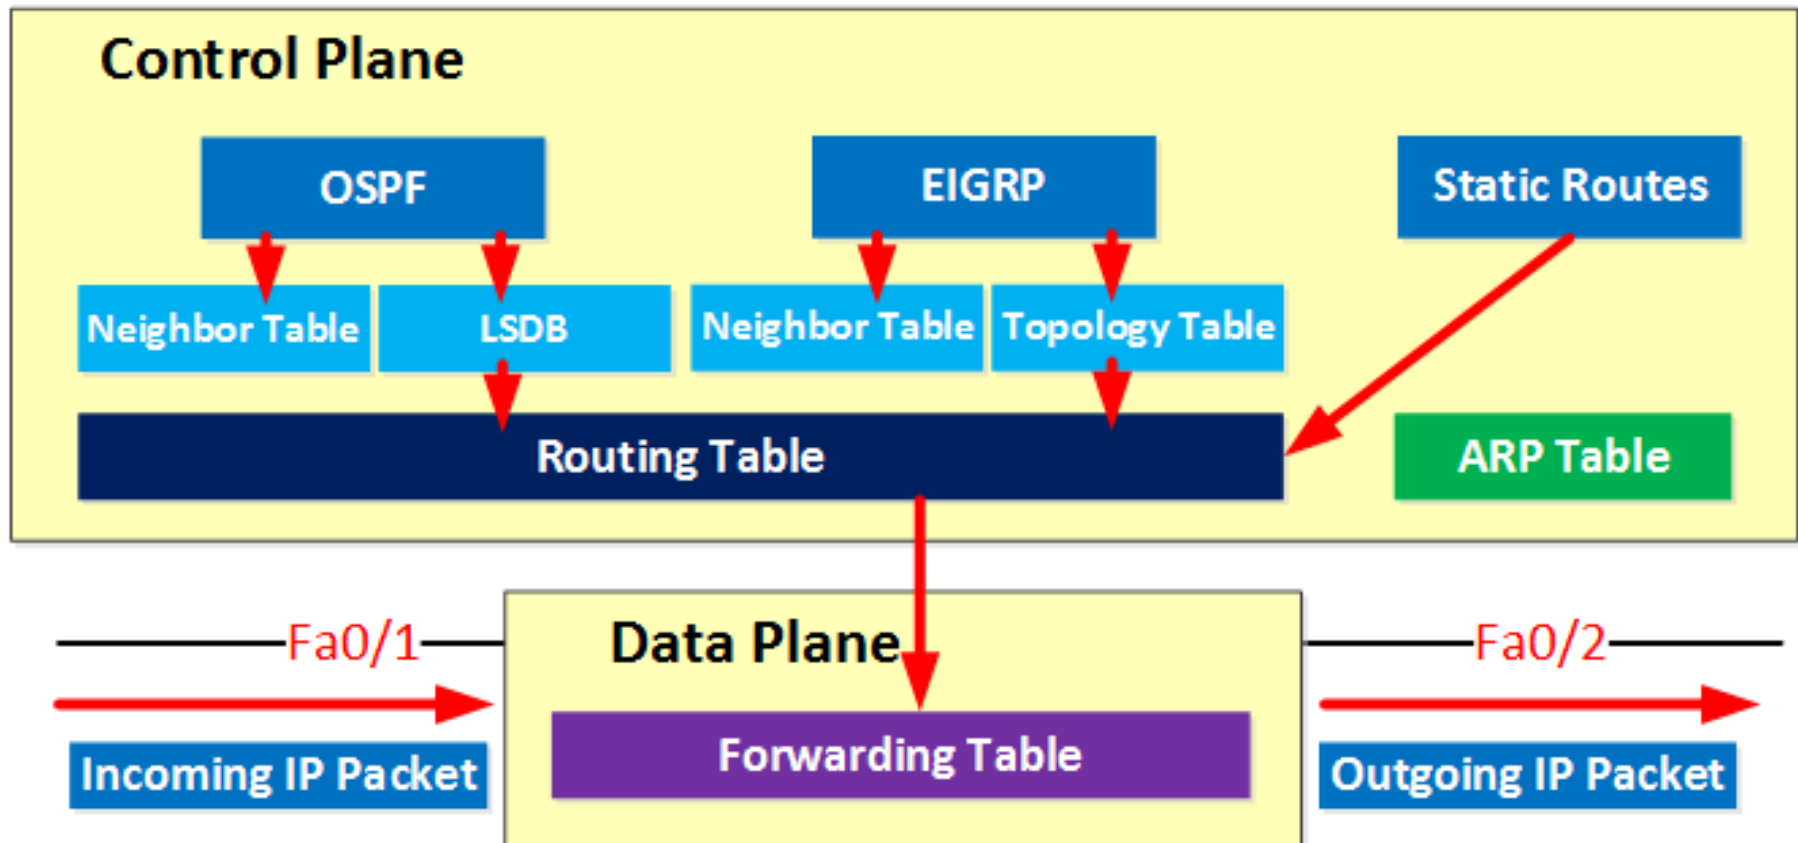 Control Plane
OSPF
EIGRP
Static Routes
Neighbor Table
LSDB
Neighbor Table
Topology Table
Routing Table
ARP Table
Fa0/1
Data Plane
Fa0/2
Incoming IP Packet
Forwarding Table
Outgoing IP Packet